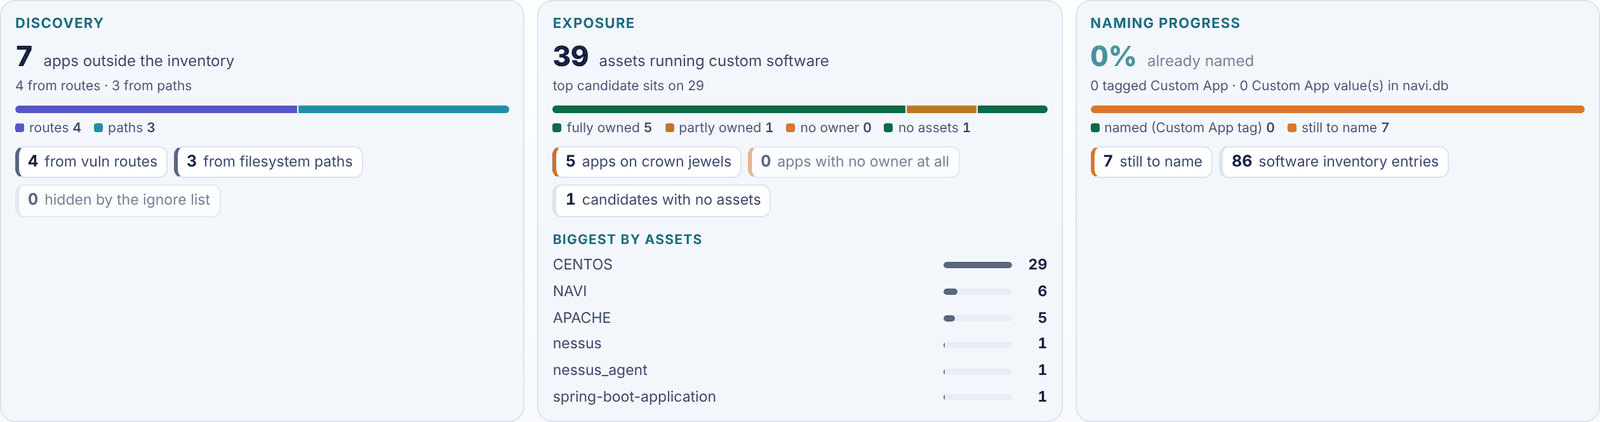 DISCOVERY
7 apps outside the inventory
4 from routes · 3 from paths
routes 4 paths 3
4 from vuln routes 3 from filesystem paths
0 hidden by the ignore list
EXPOSURE
39 assets running custom software
top candidate sits on 29
fully owned 5 partly owned 1 no owner 0 no assets 1
5 apps on crown jewels 0 apps with no owner at all
1 candidates with no assets
BIGGEST BY ASSETS
CENTOS 29
NAVI 6
APACHE 5
nessus 1
nessus_agent 1
spring-boot-application 1
NAMING PROGRESS
0% already named
0 tagged Custom App · 0 Custom App value(s) in navi.db
named (Custom App tag) 0 still to name 7
7 still to name 86 software inventory entries